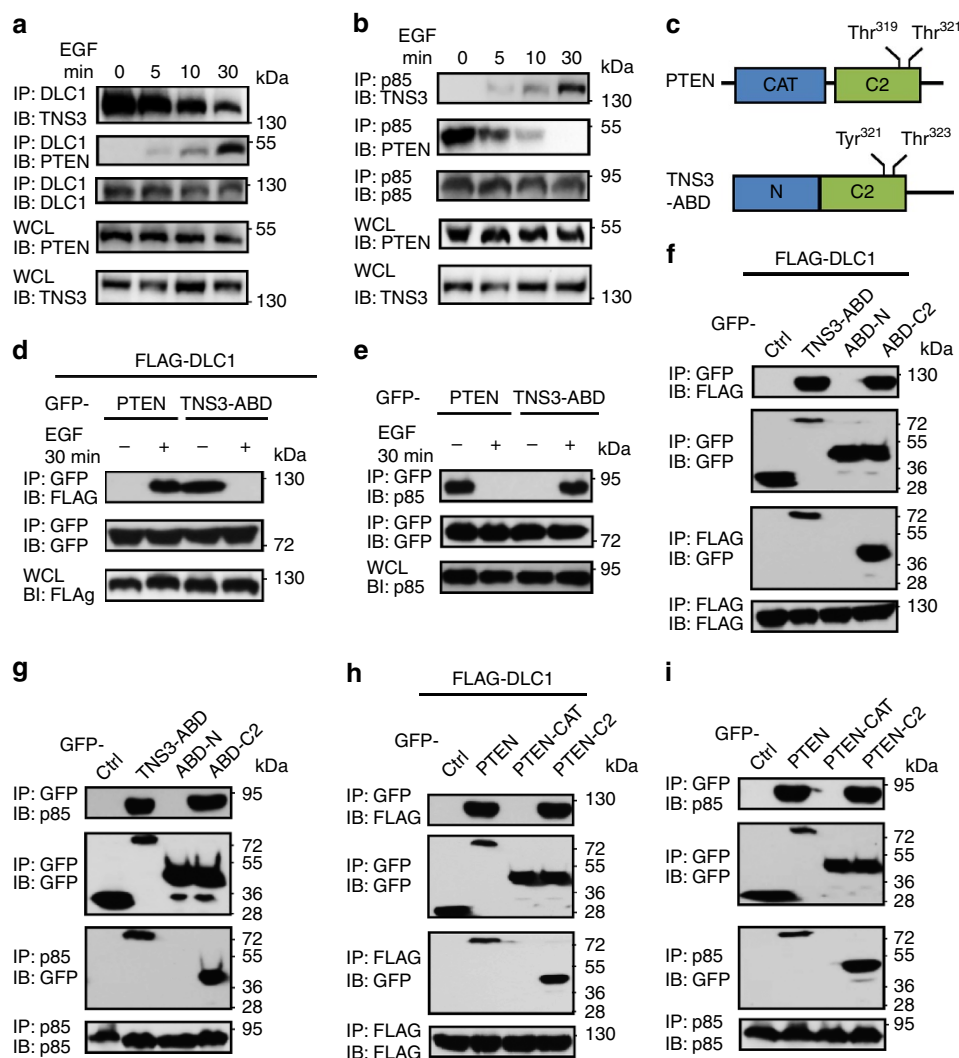 a
EGF
min 0 5 10 30 kDa
IP: DLC1
IB: TNS3
130
IP: DLC1
IB: PTEN
55
IP: DLC1
IB: DLC1
130
WCL
IB: PTEN
55
WCL
IB: TNS3
130
b
EGF
min 0 5 10 30 kDa
IP: p85
IB: TNS3
130
IP: p85
IB: PTEN
55
IP: p85
IB: p85
95
WCL
IB: PTEN
55
WCL
IB: TNS3
130
c
Thr319 Thr321
PTEN CAT C2
Tyr321 Thr323
TNS3
-ABD N C2
d
FLAG-DLC1
GFP- PTEN TNS3-ABD
EGF
30 min – + – + kDa
IP: GFP
IB: FLAG
130
IP: GFP
IB: GFP
72
WCL
BI: FLAg
130
e
GFP- PTEN TNS3-ABD
EGF
30 min – + – + kDa
IP: GFP
IB: p85
95
IP: GFP
IB: GFP
72
WCL
BI: p85
95
f
FLAG-DLC1
GFP- Ctrl TNS3-ABD ABD-N ABD-C2
kDa
IP: GFP
IB: FLAG
130
IP: GFP
IB: GFP
72
55
36
28
IP: FLAG
IB: GFP
72
55
36
28
IP: FLAG
IB: FLAG
130
g
GFP- Ctrl TNS3-ABD ABD-N ABD-C2
kDa
IP: GFP
IB: p85
95
IP: GFP
IB: GFP
72
55
36
28
IP: p85
IB: GFP
72
55
36
28
IP: p85
IB: p85
95
h
FLAG-DLC1
GFP- Ctrl PTEN PTEN-CAT PTEN-C2
kDa
IP: GFP
IB: FLAG
130
IP: GFP
IB: GFP
72
55
36
28
IP: FLAG
IB: GFP
72
55
36
28
IP: FLAG
IB: FLAG
130
i
GFP- Ctrl PTEN PTEN-CAT PTEN-C2
kDa
IP: GFP
IB: p85
95
IP: GFP
IB: GFP
72
55
36
28
IP: p85
IB: GFP
72
55
36
28
IP: p85
IB: p85
95